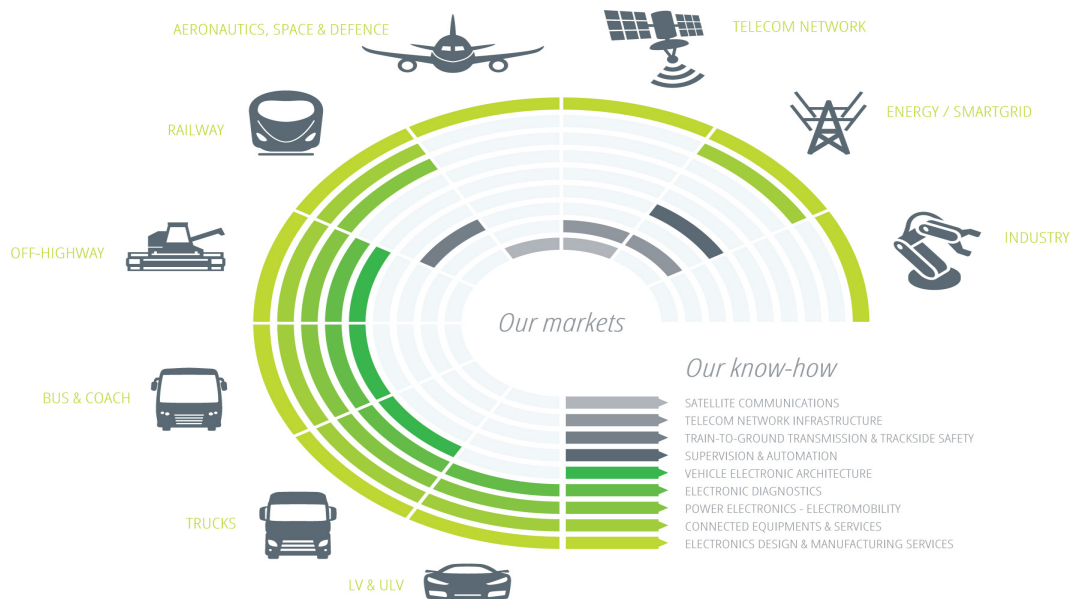 AERONAUTICS, SPACE & DEFENCE
TELECOM NETWORK
ENERGY / SMARTGRID
RAILWAY
INDUSTRY
OFF-HIGHWAY
Our markets
Our know-how
BUS & COACH
SATELLITE COMMUNICATIONS
TELECOM NETWORK INFRASTRUCTURE
TRAIN-TO-GROUND TRANSMISSION & TRACKSIDE SAFETY
SUPERVISION & AUTOMATION
VEHICLE ELECTRONIC ARCHITECTURE
ELECTRONIC DIAGNOSTICS
POWER ELECTRONICS - ELECTROMOBILITY
CONNECTED EQUIPMENTS & SERVICES
ELECTRONICS DESIGN & MANUFACTURING SERVICES
TRUCKS
LV & ULV